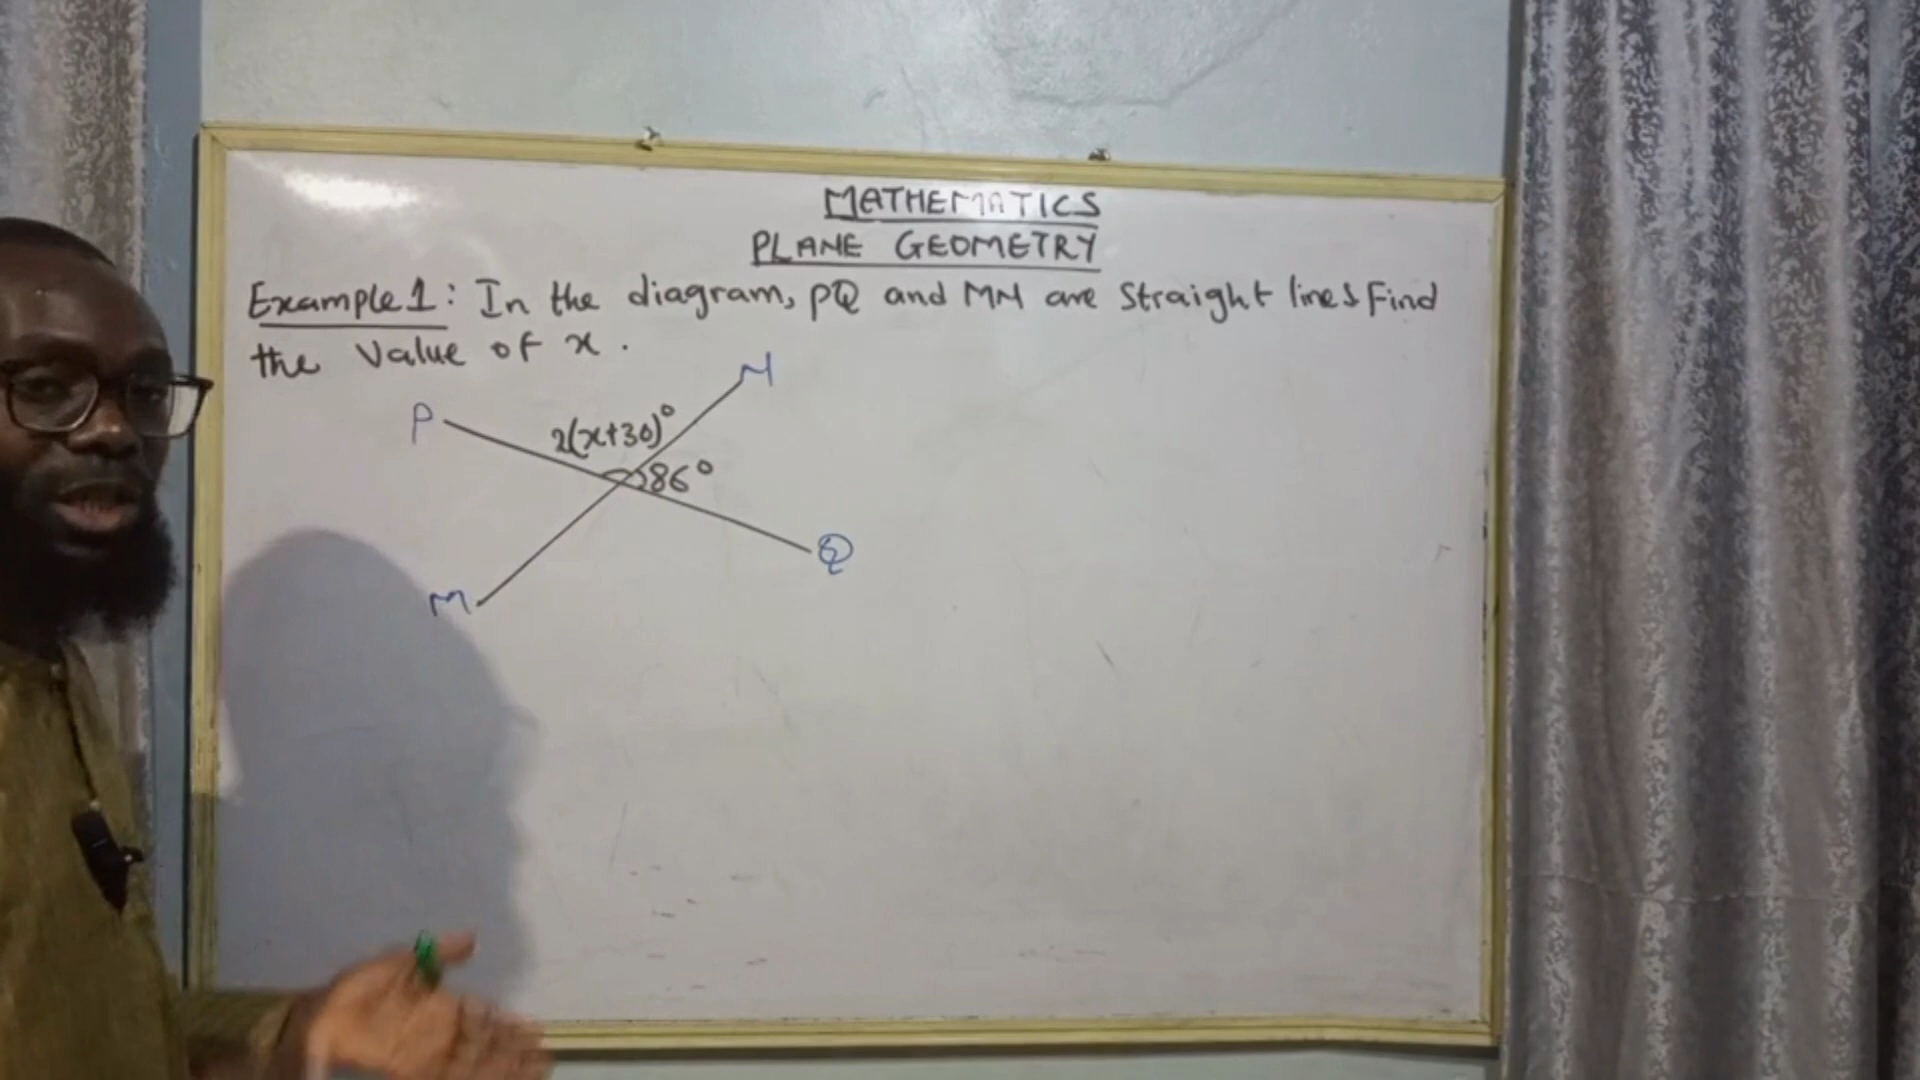 MATHEMATICS
PLANE GEOMETRY
Example 1: In the diagram, PQ and MN are straight lines Find
the value of x.
N
P
2(x+30)°
86°
Q
M